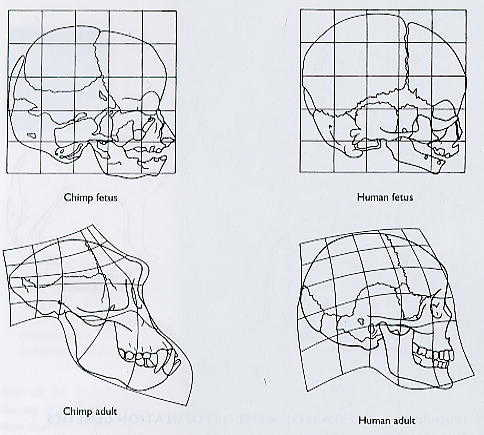 Chimp fetus
Human fetus
Chimp adult
Human adult